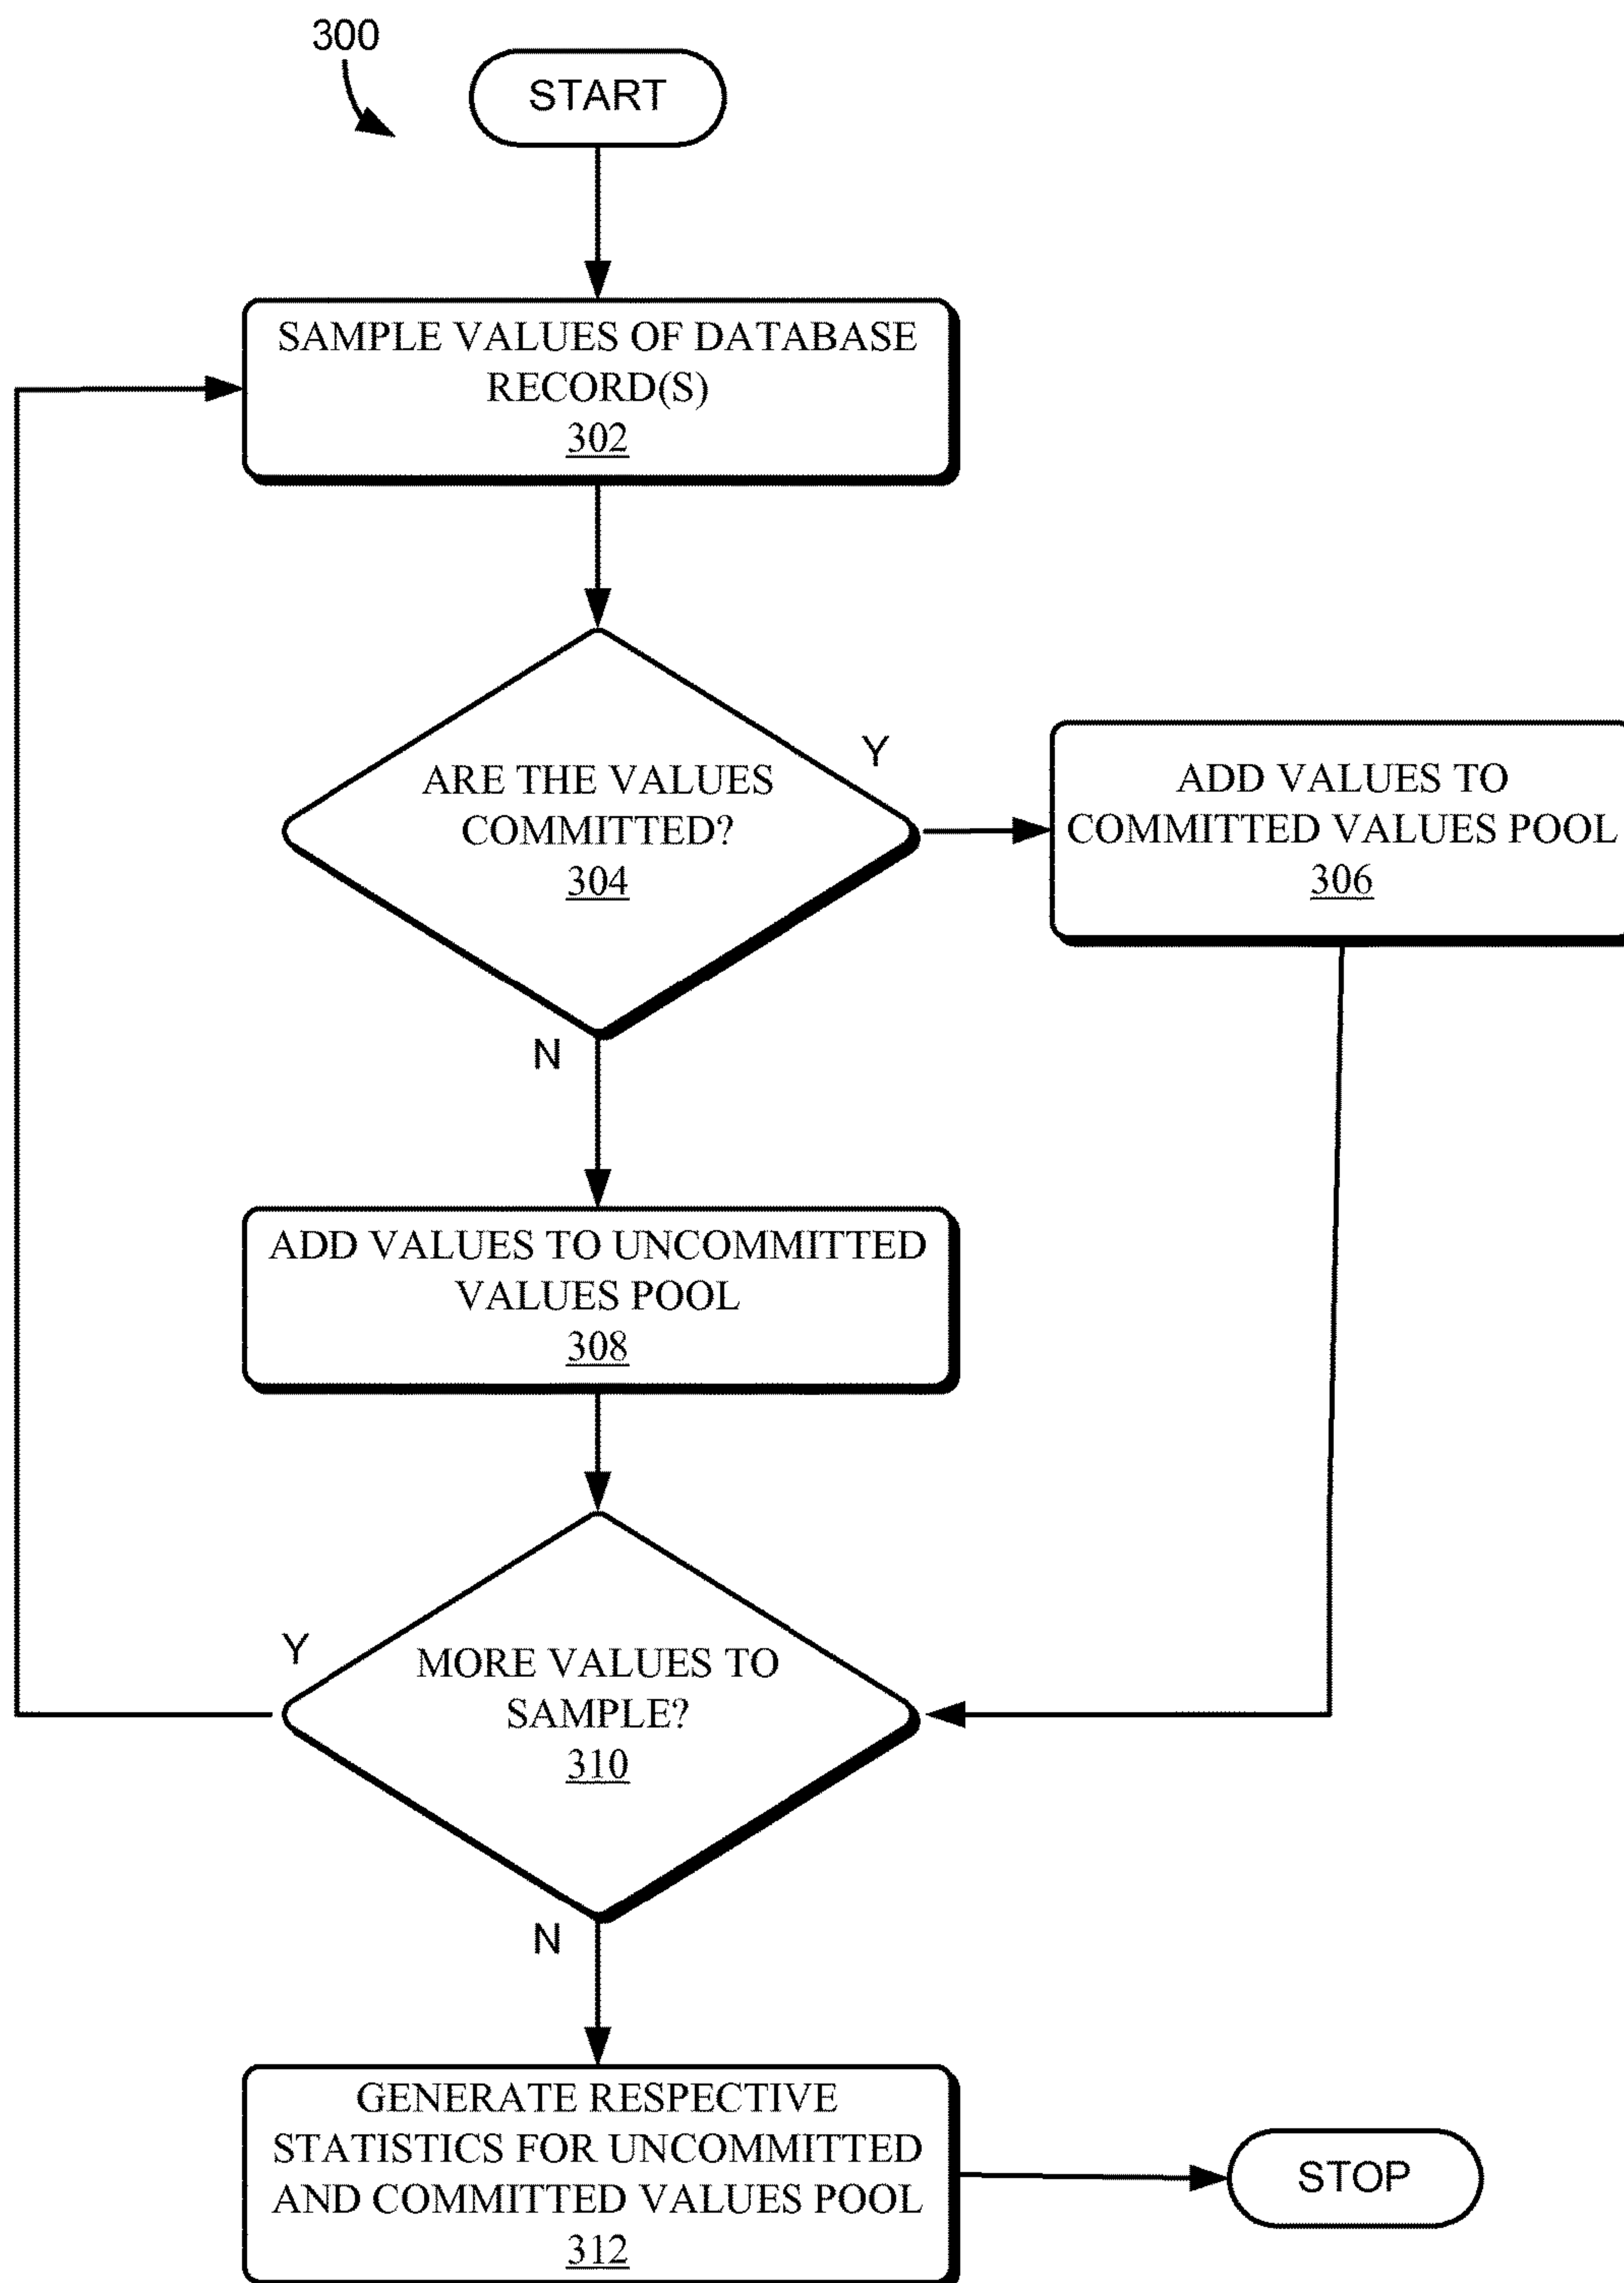 300
START
SAMPLE VALUES OF DATABASE
RECORD(S)
302
ARE THE VALUES
COMMITTED?
304
Y
ADD VALUES TO
COMMITTED VALUES POOL
306
N
ADD VALUES TO UNCOMMITTED
VALUES POOL
308
Y
MORE VALUES TO
SAMPLE?
310
N
GENERATE RESPECTIVE
STATISTICS FOR UNCOMMITTED
AND COMMITTED VALUES POOL
312
STOP